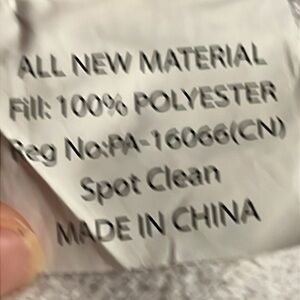 ALL NEW MATERIAL
Fill: 100% POLYESTER
Reg No:PA-16066(CN)
Spot Clean
MADE IN CHINA